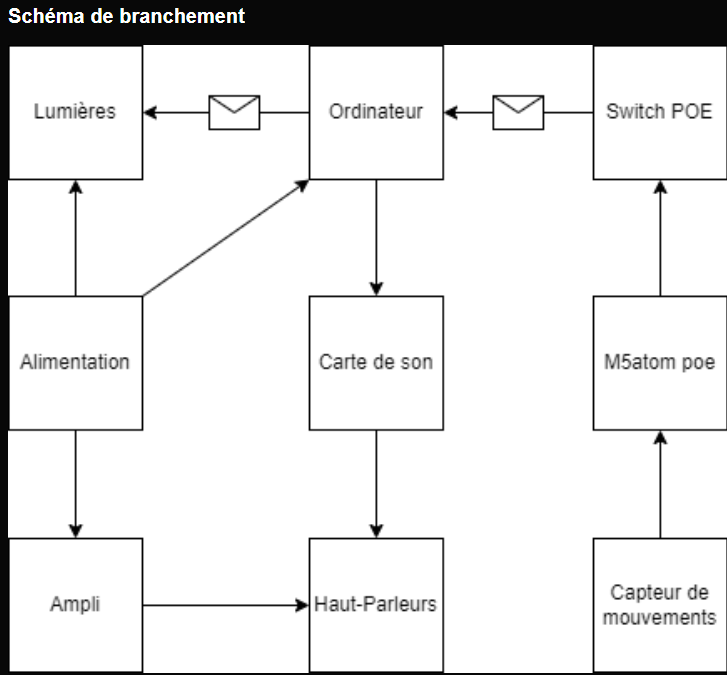 Schéma de branchement
Lumières
Ordinateur
Switch POE
Alimentation
Carte de son
M5atom poe
Ampli
Haut-Parleurs
Capteur de
mouvements